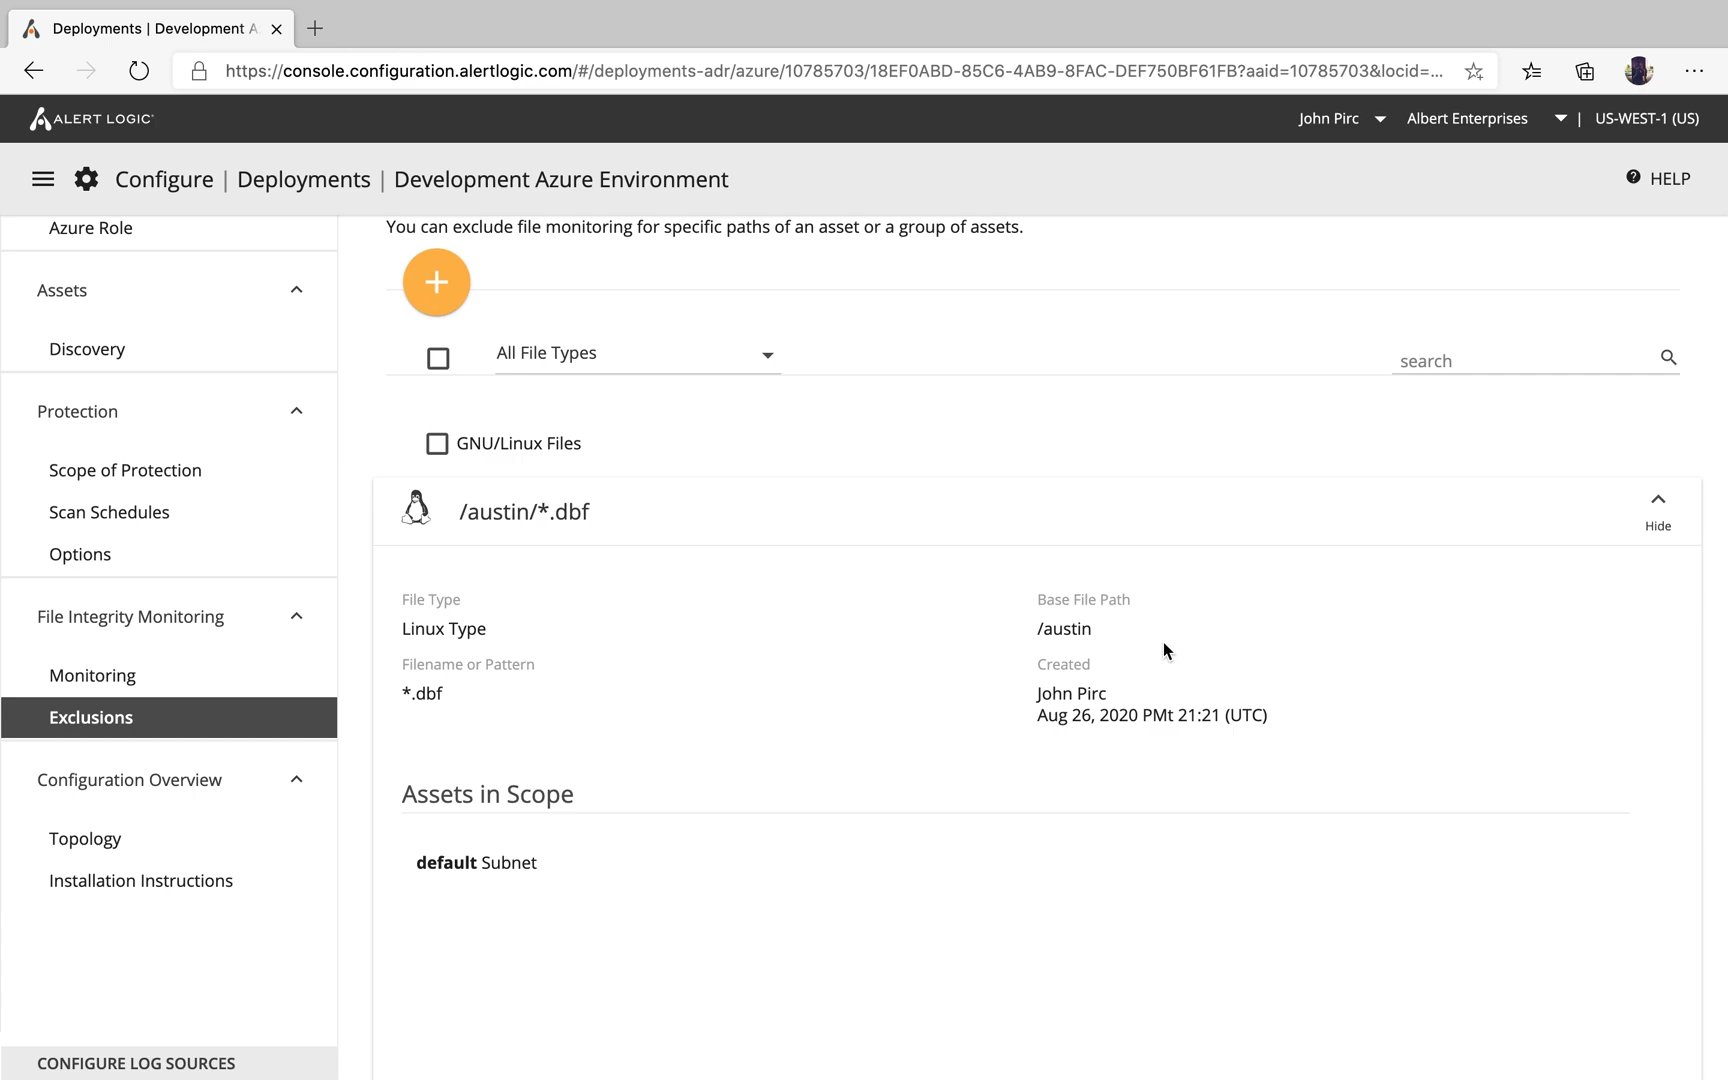 Deployments | Development A
https://console.configuration.alertlogic.com/#/deployments-adr/azure/10785703/18EF0ABD-85C6-4AB9-8FAC-DEF750BF61FB?aaid=10785703&locid=...
ALERT LOGIC
John Pirc
Albert Enterprises
| US-WEST-1 (US)
Configure | Deployments | Development Azure Environment
HELP
Azure Role
Assets
Discovery
Protection
Scope of Protection
Scan Schedules
Options
File Integrity Monitoring
Monitoring
Exclusions
Configuration Overview
Topology
Installation Instructions
CONFIGURE LOG SOURCES
You can exclude file monitoring for specific paths of an asset or a group of assets.
All File Types
search
GNU/Linux Files
/austin/*.dbf
Hide
File Type
Linux Type
Base File Path
/austin
Filename or Pattern
*.dbf
Created
John Pirc
Aug 26, 2020 PMt 21:21 (UTC)
Assets in Scope
default Subnet